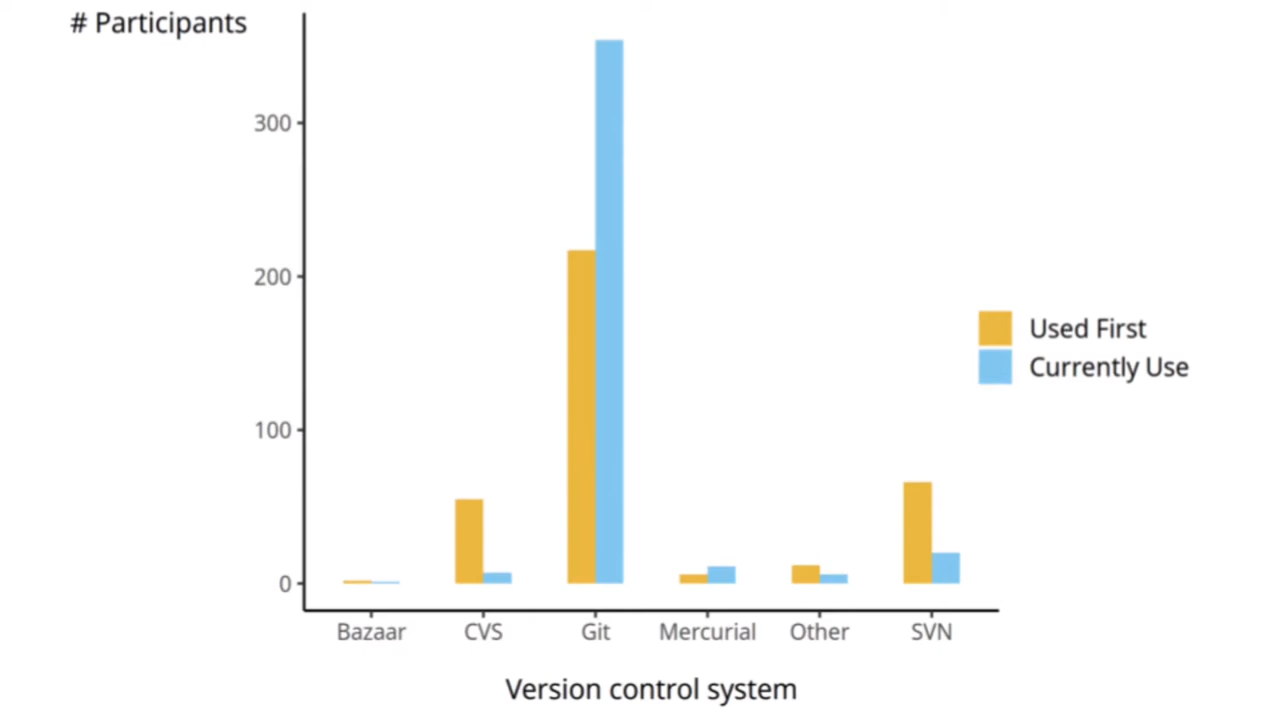 # Participants
300
200
100
0
Bazaar CVS Git Mercurial Other SVN
Version control system
Used First
Currently Use